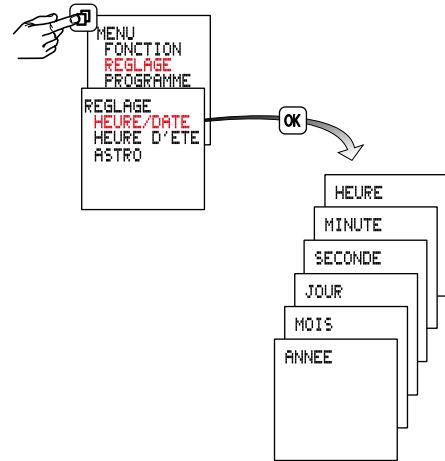 MENU
FONCTION
REGLAGE
PROGRAMME
REGLAGE
HEURE/DATE
HEURE D'ETE
ASTRO
OK
HEURE
MINUTE
SECONDE
JOUR
MOIS
ANNEE